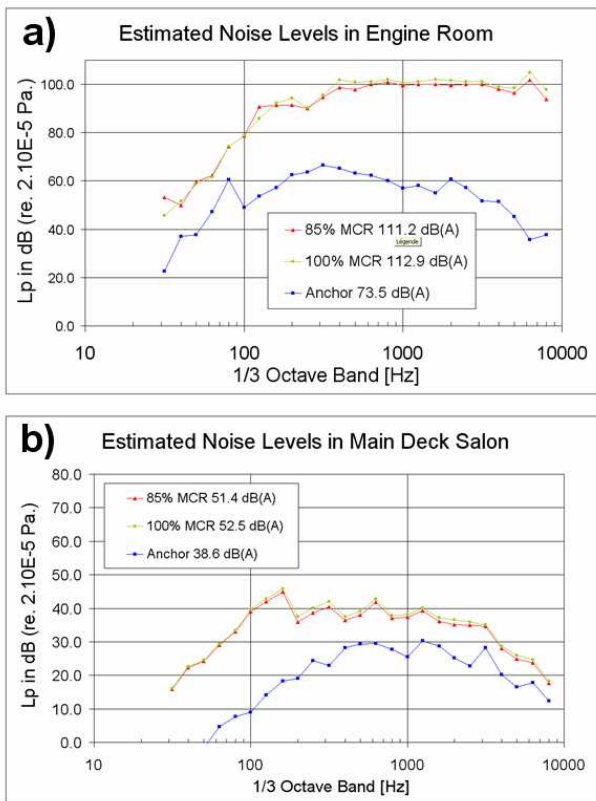 a)
Estimated Noise Levels in Engine Room
Lp in dB (re. 2.10E-5 Pa.)
100.0
80.0
60.0
40.0
20.0
0.0
85% MCR 111.2 dB(A)
Légende
100% MCR 112.9 dB(A)
Anchor 73.5 dB(A)
10
100
1000
10000
1/3 Octave Band [Hz]
b)
Estimated Noise Levels in Main Deck Salon
Lp in dB (re. 2.10E-5 Pa.)
80.0
70.0
60.0
50.0
40.0
30.0
20.0
10.0
0.0
85% MCR 51.4 dB(A)
100% MCR 52.5 dB(A)
Anchor 38.6 dB(A)
10
100
1000
10000
1/3 Octave Band [Hz]